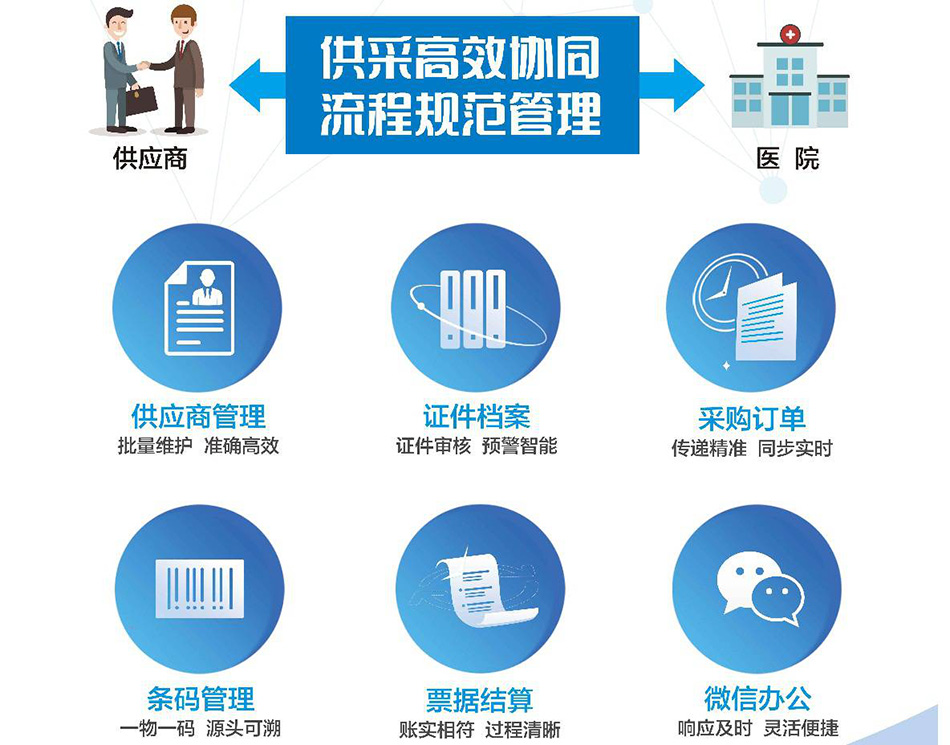 供采高效协同
流程规范管理
供应商
医院
供应商管理
批量维护 准确高效
证件档案
证件审核 预警智能
采购订单
传递精准 同步实时
条码管理
一物一码 源头可溯
票据结算
账实相符 过程清晰
微信办公
响应及时 灵活便捷